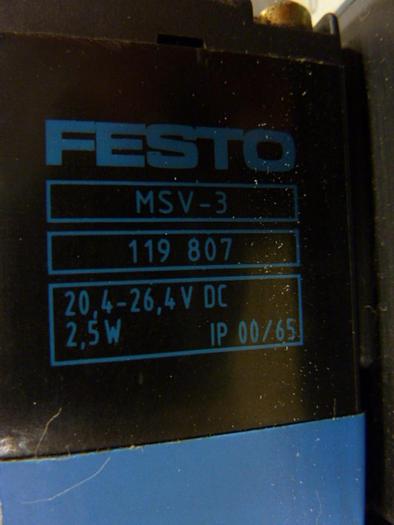 FESTO
MSV-3
119 807
20,4-26,4V DC
2,5W IP 00/65